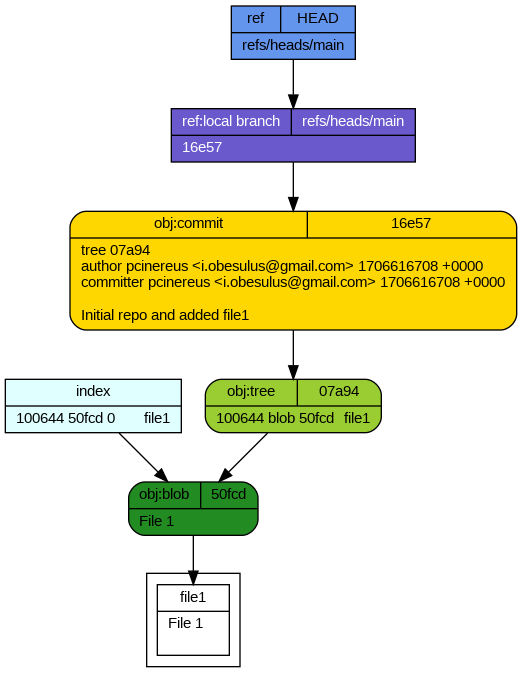 ref HEAD
refs/heads/main
ref:local branch refs/heads/main
16e57
obj:commit 16e57
tree 07a94
author pcinereus <i.obesulus@gmail.com> 1706616708 +0000
committer pcinereus <i.obesulus@gmail.com> 1706616708 +0000
Initial repo and added file1
index
100644 50fcd 0 file1
obj:tree 07a94
100644 blob 50fcd file1
obj:blob 50fcd
File 1
file1
File 1